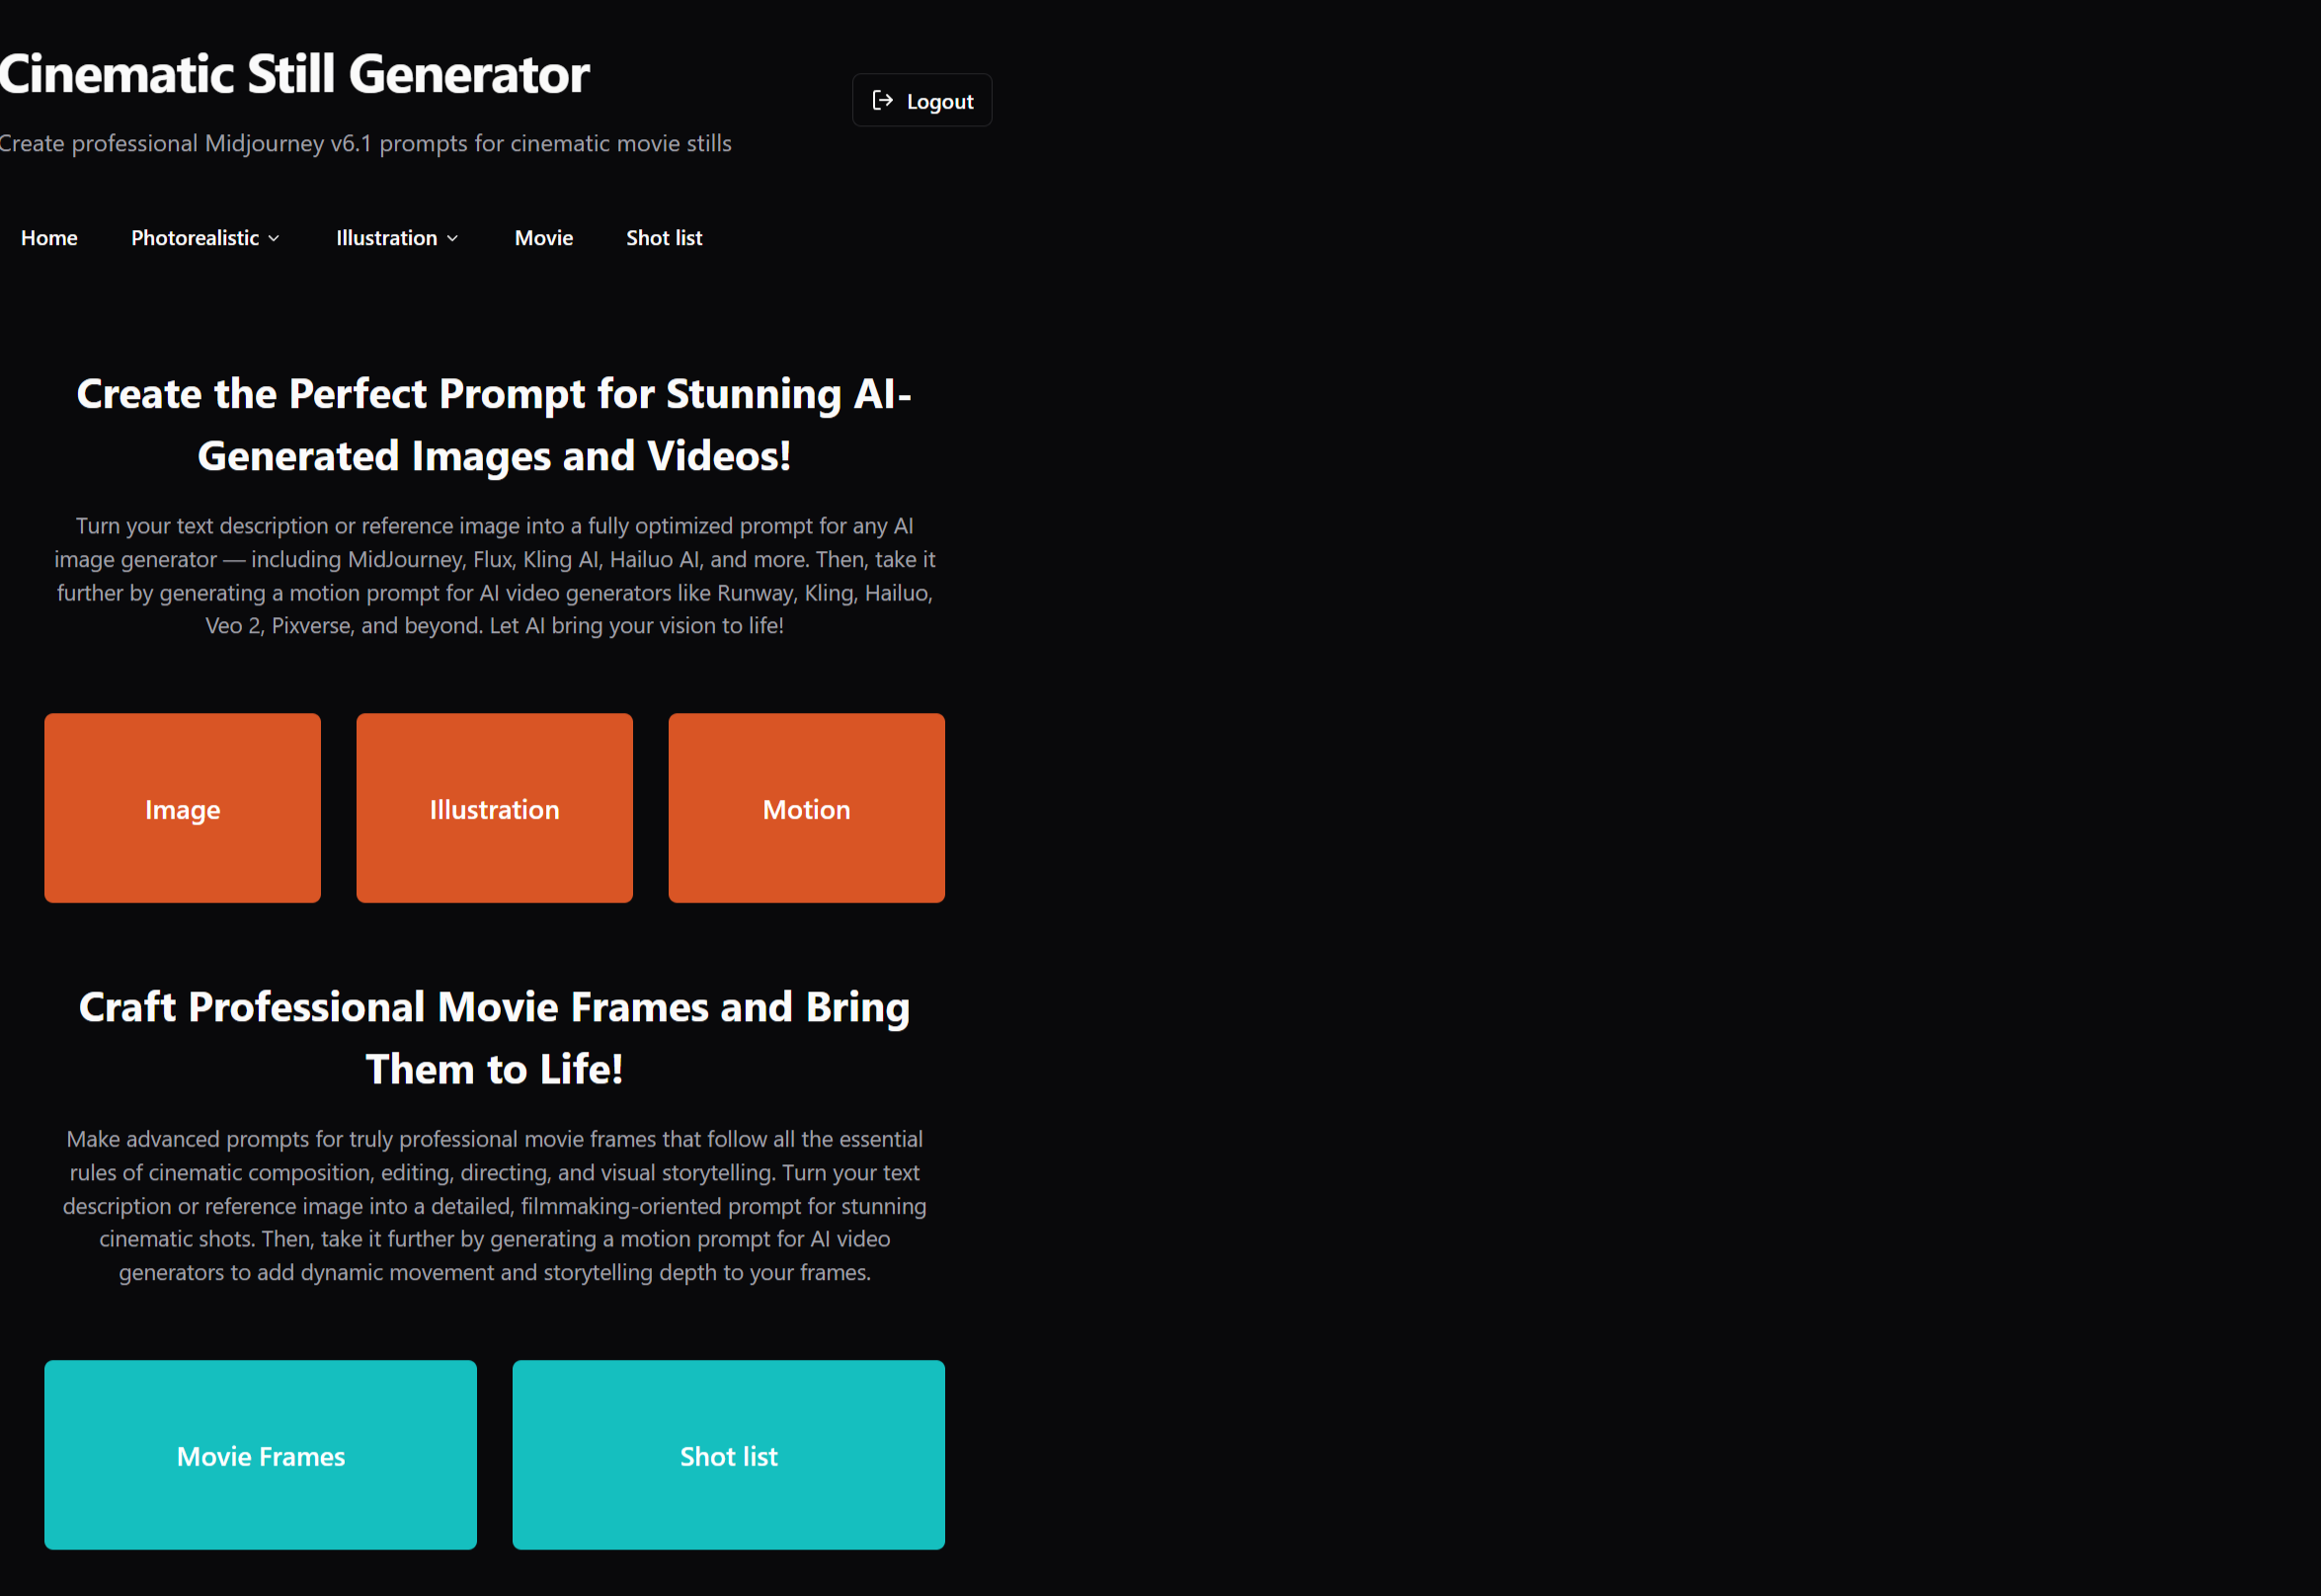 Cinematic Still Generator
Logout
Create professional Midjourney v6.1 prompts for cinematic movie stills
Home Photorealistic Illustration Movie Shot list
Create the Perfect Prompt for Stunning AI-
Generated Images and Videos!
Turn your text description or reference image into a fully optimized prompt for any AI
image generator — including MidJourney, Flux, Kling AI, Hailuo AI, and more. Then, take it
further by generating a motion prompt for AI video generators like Runway, Kling, Hailuo,
Veo 2, Pixverse, and beyond. Let AI bring your vision to life!
Image Illustration Motion
Craft Professional Movie Frames and Bring
Them to Life!
Make advanced prompts for truly professional movie frames that follow all the essential
rules of cinematic composition, editing, directing, and visual storytelling. Turn your text
description or reference image into a detailed, filmmaking-oriented prompt for stunning
cinematic shots. Then, take it further by generating a motion prompt for AI video
generators to add dynamic movement and storytelling depth to your frames.
Movie Frames Shot list